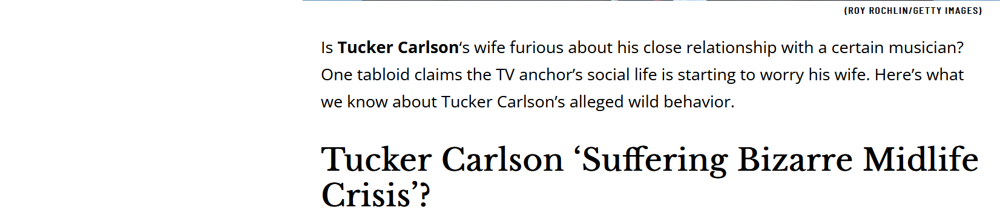 (ROY ROCHLIN/GETTY IMAGES)
Is Tucker Carlson‘s wife furious about his close relationship with a certain musician?
One tabloid claims the TV anchor’s social life is starting to worry his wife. Here’s what
we know about Tucker Carlson’s alleged wild behavior.
Tucker Carlson ‘Suffering Bizarre Midlife
Crisis’?